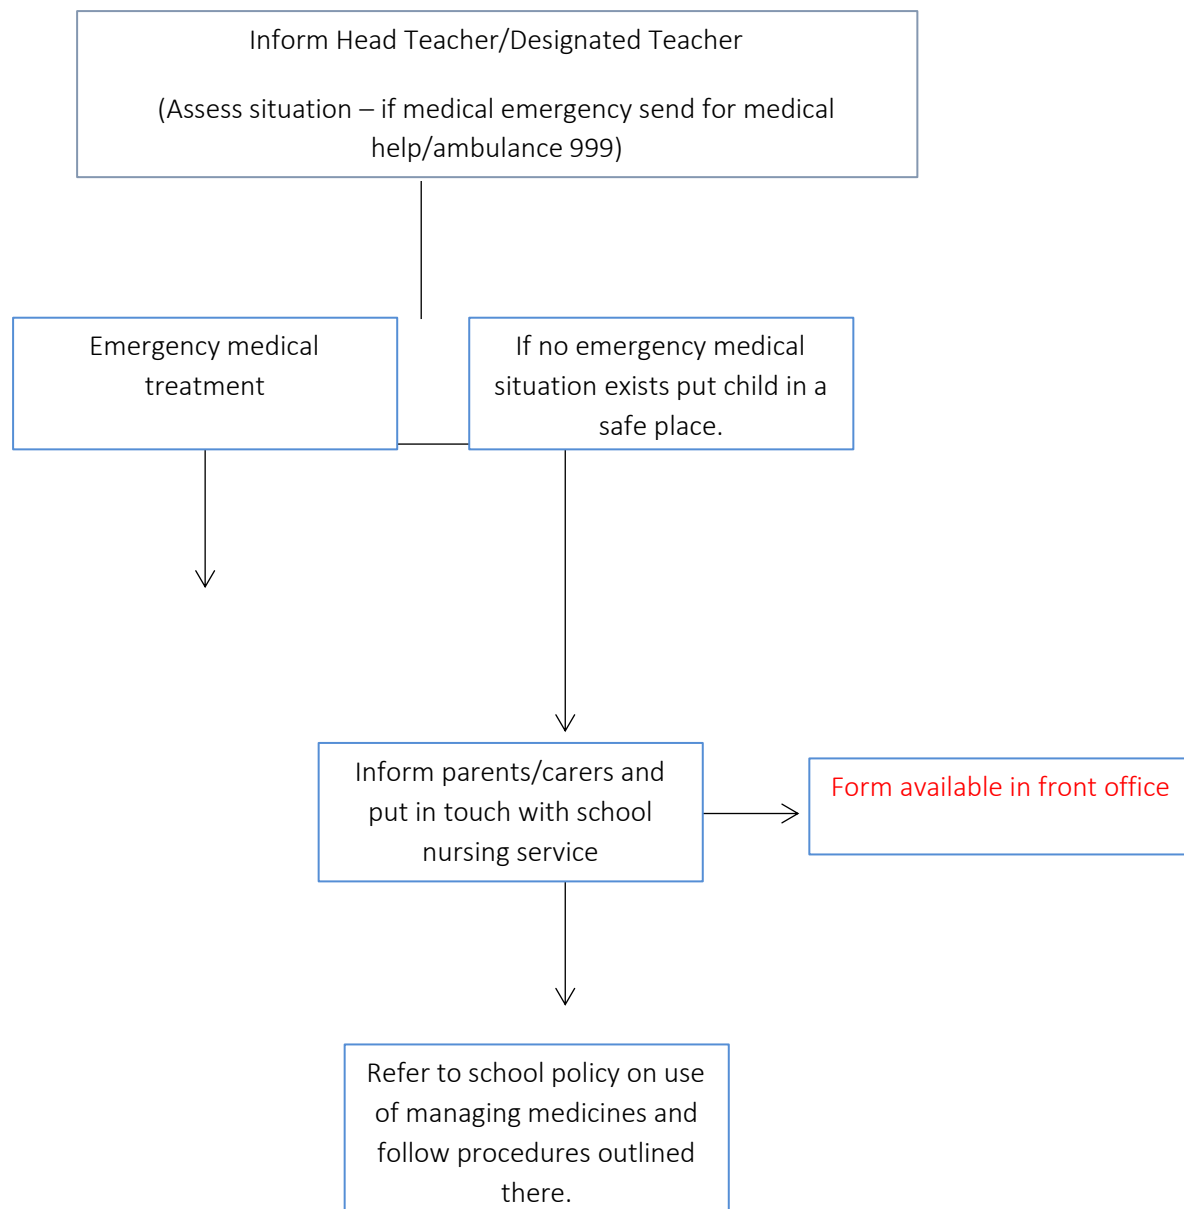 Inform Head Teacher/Designated Teacher
(Assess situation – if medical emergency send for medical
help/ambulance 999)
Emergency medical
treatment
If no emergency medical
situation exists put child in a
safe place.
Inform parents/carers and
put in touch with school
nursing service
Form available in front office
Refer to school policy on use
of managing medicines and
follow procedures outlined
there.